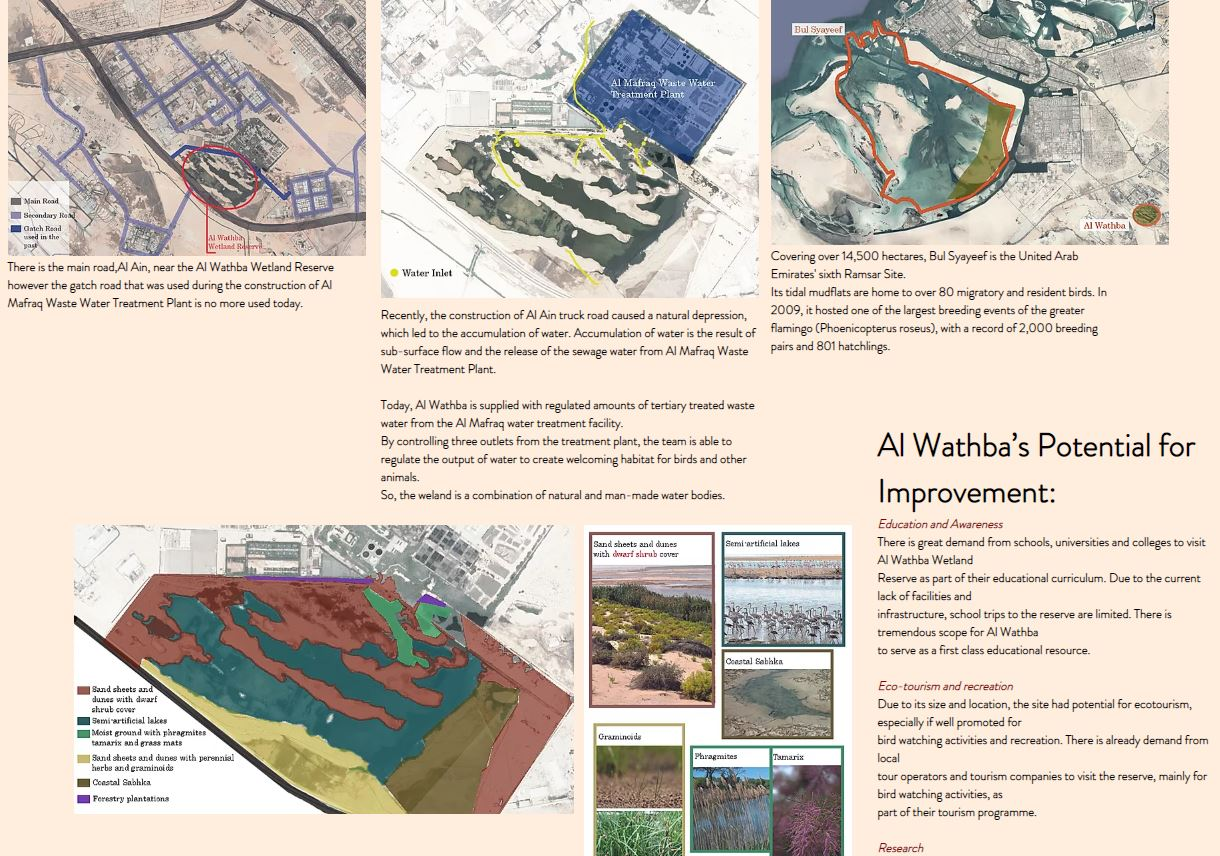 Main Road
Secondary Road
Gatch Road
used in the
past
Al Wathba
Wetland Reserve
There is the main road,Al Ain, near the Al Wathba Wetland Reserve
however the gatch road that was used during the construction of Al
Mafraq Waste Water Treatment Plant is no more used today.
Al Mafraq Waste Water
Treatment Plant
Water Inlet
Recently, the construction of Al Ain truck road caused a natural depression,
which led to the accumulation of water. Accumulation of water is the result of
sub-surface flow and the release of the sewage water from Al Mafraq Waste
Water Treatment Plant.
Today, Al Wathba is supplied with regulated amounts of tertiary treated waste
water from the Al Mafraq water treatment facility.
By controlling three outlets from the treatment plant, the team is able to
regulate the output of water to create welcoming habitat for birds and other
animals.
So, the weland is a combination of natural and man-made water bodies.
Bul Syayeef
Al Wathba
Covering over 14,500 hectares, Bul Syayeef is the United Arab
Emirates' sixth Ramsar Site.
Its tidal mudflats are home to over 80 migratory and resident birds. In
2009, it hosted one of the largest breeding events of the greater
flamingo (Phoenicopterus roseus), with a record of 2,000 breeding
pairs and 801 hatchlings.
Sand sheets and
dunes with dwarf
shrub cover
Semi-artificial lakes
Moist ground with phragmites
tamarix and grass mats
Sand sheets and dunes with perennial
herbs and graminoids
Coastal Sabhka
Forestry plantations
Sand sheets and dunes
with dwarf shrub cover
Semi-artificial lakes
Coastal Sabhka
Graminoids
Phragmites
Tamarix
Al Wathba's Potential for
Improvement:
Education and Awareness
There is great demand from schools, universities and colleges to visit
Al Wathba Wetland
Reserve as part of their educational curriculum. Due to the current
lack of facilities and
infrastructure, school trips to the reserve are limited. There is
tremendous scope for Al Wathba
to serve as a first class educational resource.
Eco-tourism and recreation
Due to its size and location, the site had potential for ecotourism,
especially if well promoted for
bird watching activities and recreation. There is already demand from
local
tour operators and tourism companies to visit the reserve, mainly for
bird watching activities, as
part of their tourism programme.
Research